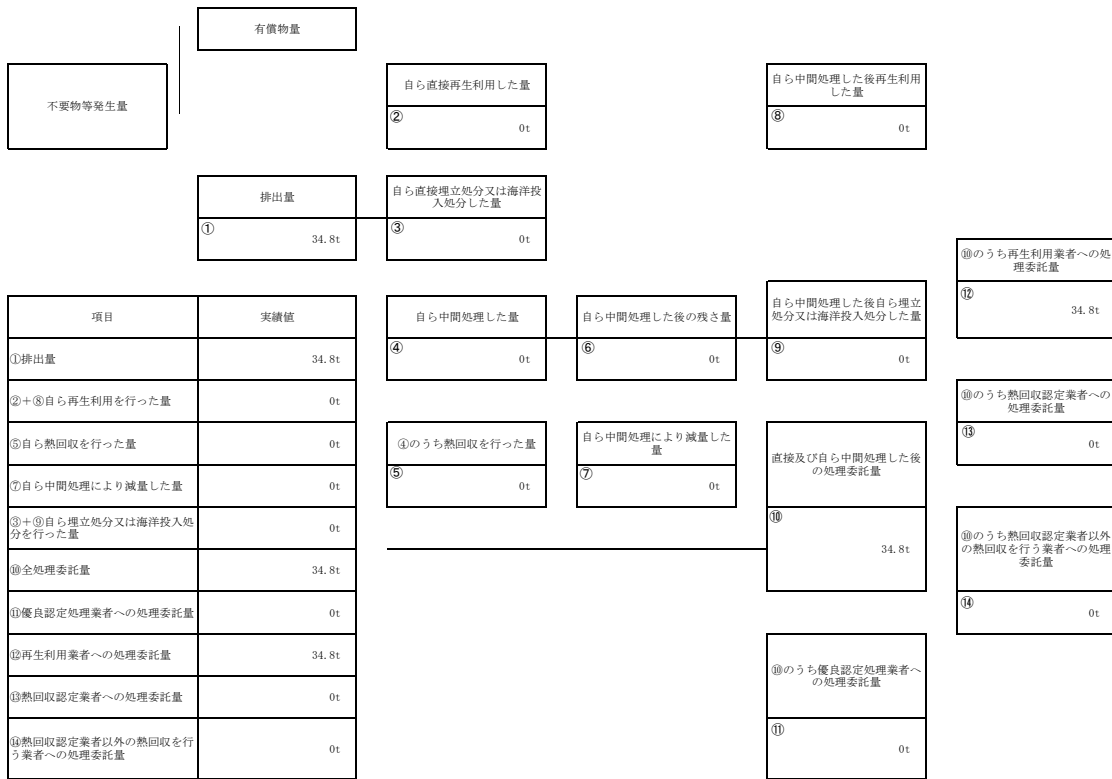 有償物量
不要物等発生量
自ら直接再生利用した量
②
0t
自ら中間処理した後再生利用
した量
⑧
0t
排出量
①
34.8t
自ら直接埋立処分又は海洋投
入処分した量
③
0t
⑩のうち再生利用業者への処
理委託量
⑫
34.8t
項目
実績値
①排出量
34.8t
②+⑧自ら再生利用を行った量
0t
⑤自ら熱回収を行った量
0t
⑦自ら中間処理により減量した量
0t
③+⑨自ら埋立処分又は海洋投入処
分を行った量
0t
⑩全処理委託量
34.8t
⑪優良認定処理業者への処理委託量
0t
⑫再生利用業者への処理委託量
34.8t
⑬熱回収認定業者への処理委託量
0t
⑭熱回収認定業者以外の熱回収を行
う業者への処理委託量
0t
自ら中間処理した量
④
0t
自ら中間処理した後の残さ量
⑥
0t
自ら中間処理した後自ら埋立
処分又は海洋投入処分した量
⑨
0t
④のうち熱回収を行った量
⑤
0t
自ら中間処理により減量した
量
⑦
0t
直接及び自ら中間処理した後
の処理委託量
⑩
34.8t
⑩のうち熱回収認定業者への
処理委託量
⑬
0t
⑩のうち熱回収認定業者以外
の熱回収を行う業者への処理
委託量
⑭
0t
⑩のうち優良認定処理業者へ
の処理委託量
⑪
0t